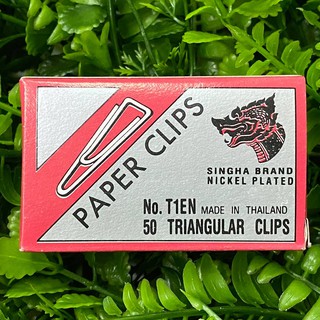 PAPER CLIPS
SINGHA BRAND
NICKEL PLATED
No. T1EN MADE IN THAILAND
50 TRIANGULAR CLIPS